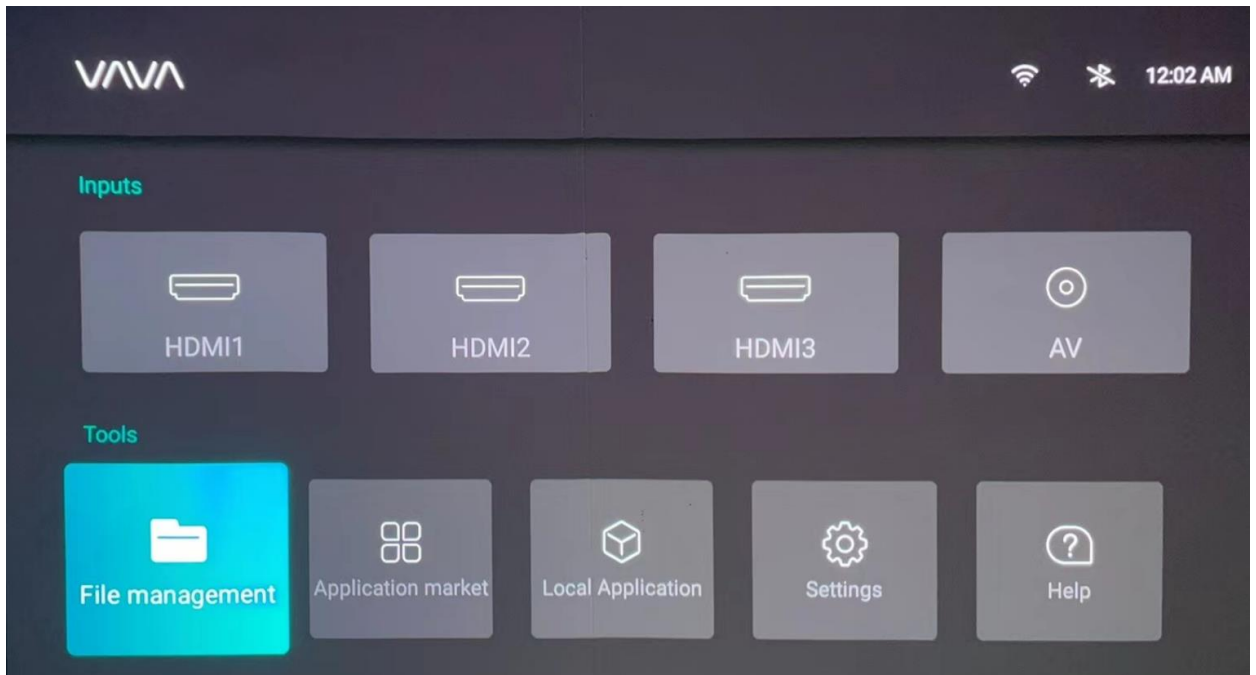 VAVA
12:02 AM
Inputs
HDMI1 HDMI2 HDMI3 AV
Tools
File management Application market Local Application Settings Help